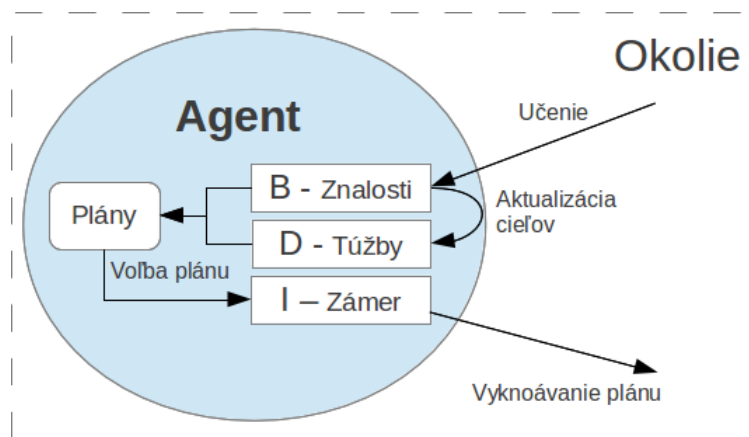 Okolie
Agent
Učenie
B - Znalosti
Aktualizácia
cieľov
Plány
D - Túžby
Voľba plánu
I – Zámer
Vyknoávanie plánu